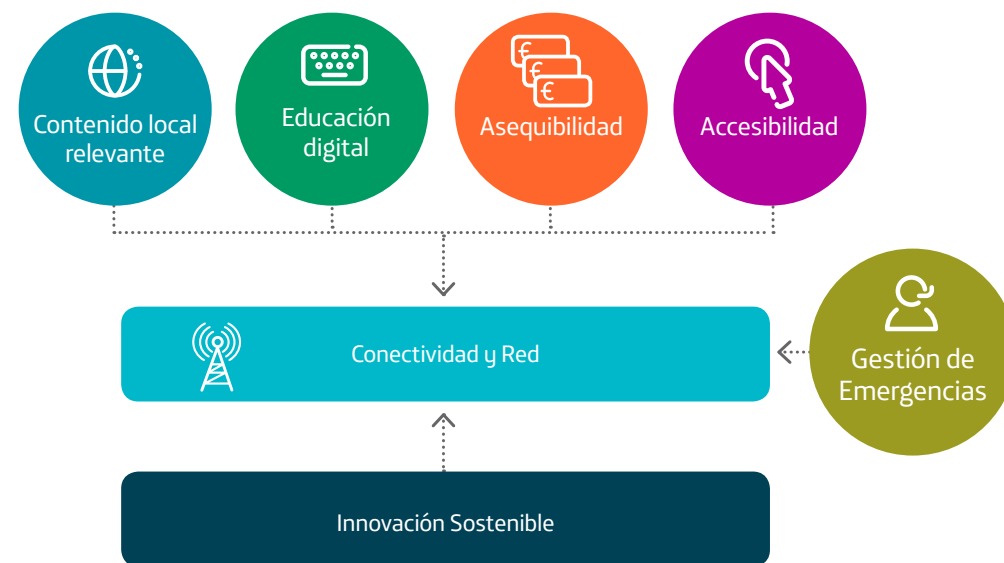 Contenido local
relevante
Educación
digital
€
€
€
Asequibilidad
Accesibilidad
Conectividad y Red
Gestión de
Emergencias
Innovación Sostenible